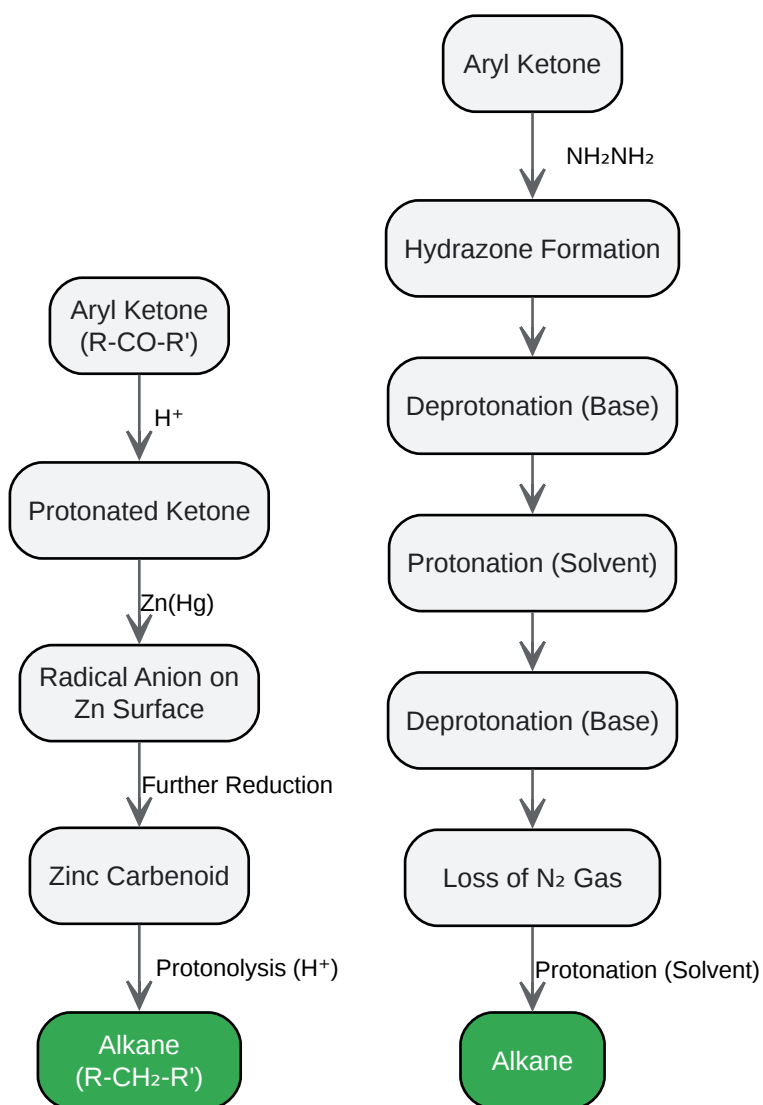 Aryl Ketone
(R-CO-R')
H⁺
Protonated Ketone
Zn(Hg)
Radical Anion on
Zn Surface
Further Reduction
Zinc Carbenoid
Protonolysis (H⁺)
Alkane
(R-CH₂-R')
Aryl Ketone
NH₂NH₂
Hydrazone Formation
Deprotonation (Base)
Protonation (Solvent)
Deprotonation (Base)
Loss of N₂ Gas
Protonation (Solvent)
Alkane